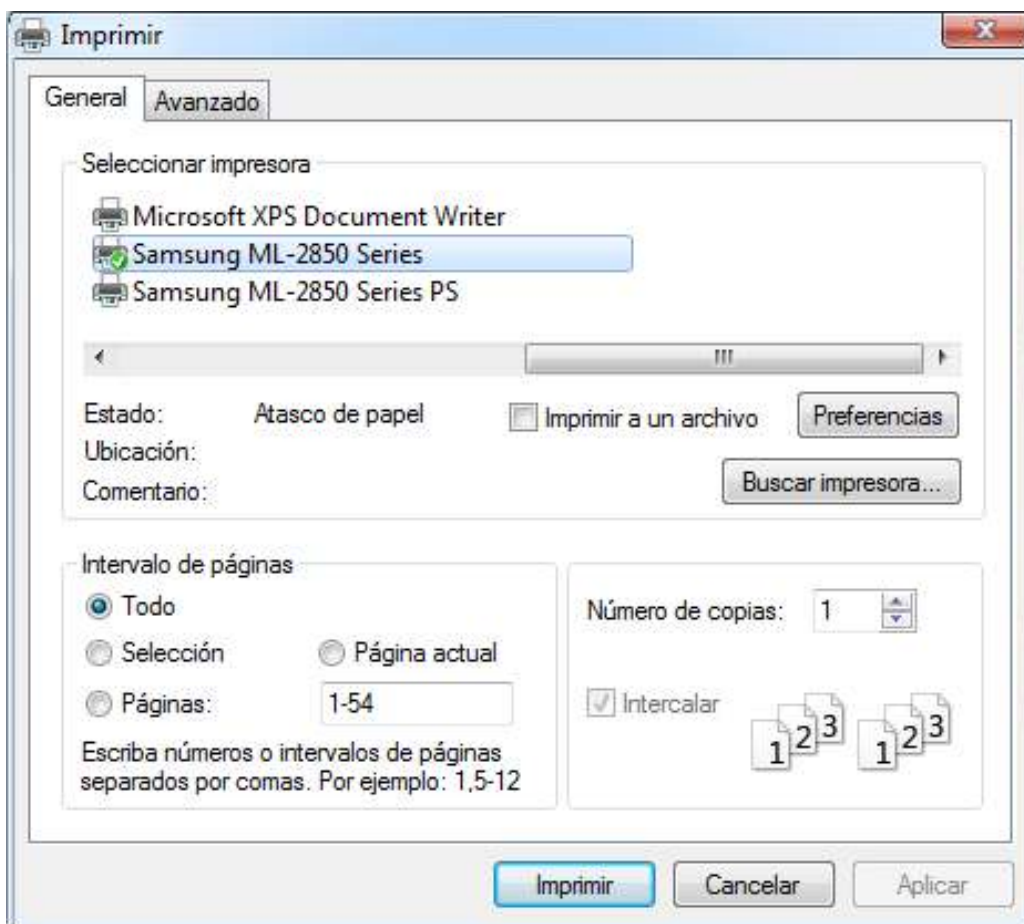 Imprimir
General Avanzado
Seleccionar impresora
Microsoft XPS Document Writer
Samsung ML-2850 Series
Samsung ML-2850 Series PS
Estado: Atasco de papel Imprimir a un archivo Preferencias
Ubicación:
Comentario: Buscar impresora...
Intervalo de páginas
Todo
Selección Página actual
Páginas: 1-54
Escriba números o intervalos de páginas
separados por comas. Por ejemplo: 1,5-12
Número de copias: 1
Intercalar 1 2 3 1 2 3
Imprimir Cancelar Aplicar